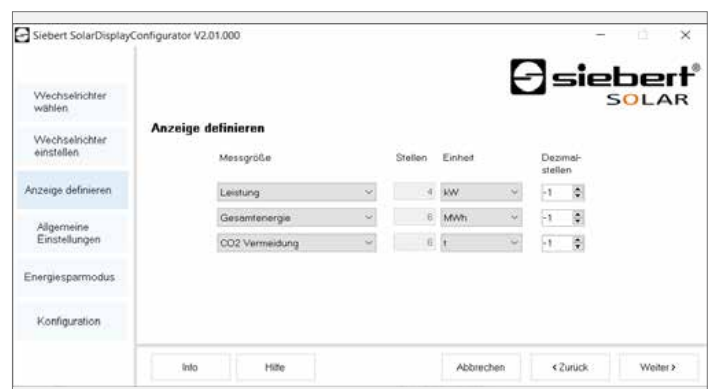 Siebert SolarDisplayConfigurator V2.01.000
siebert®
SOLAR
Wechselrichter
wählen
Wechselrichter
einstellen
Anzeige definieren
Allgemeine
Einstellungen
Energiesparmodus
Konfiguration
Anzeige definieren
Messgröße Stellen Einheit Dezimal-
stellen
Leistung 4 kW -1
Gesamtenergie 6 MWh -1
CO2 Vermeidung 6 t -1
Info Hilfe Abbrechen <Zurück Weiter>